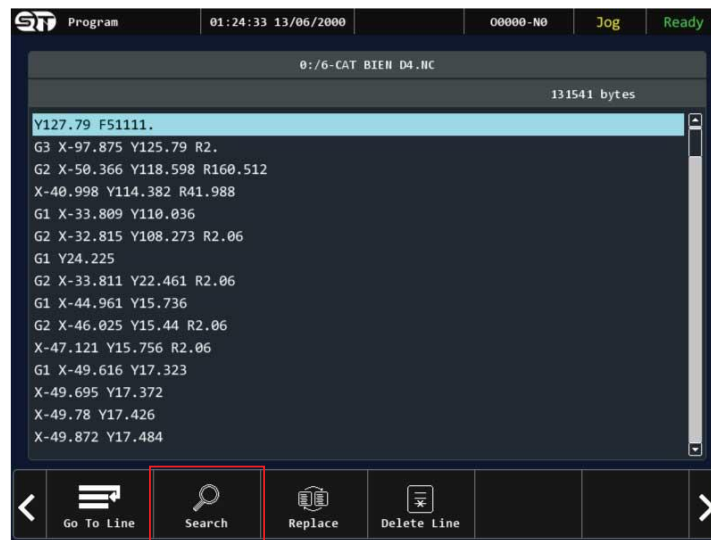 Program 01:24:33 13/06/2000 O0000-N0 Jog Ready
0:/6-CAT BIEN D4.NC
131541 bytes
Y127.79 F51111.
G3 X-97.875 Y125.79 R2.
G2 X-50.366 Y118.598 R160.512
X-40.998 Y114.382 R41.988
G1 X-33.809 Y110.036
G2 X-32.815 Y108.273 R2.06
G1 Y24.225
G2 X-33.811 Y22.461 R2.06
G1 X-44.961 Y15.736
G2 X-46.025 Y15.44 R2.06
X-47.121 Y15.756 R2.06
G1 X-49.616 Y17.323
X-49.695 Y17.372
X-49.78 Y17.426
X-49.872 Y17.484
Go To Line Search Replace Delete Line